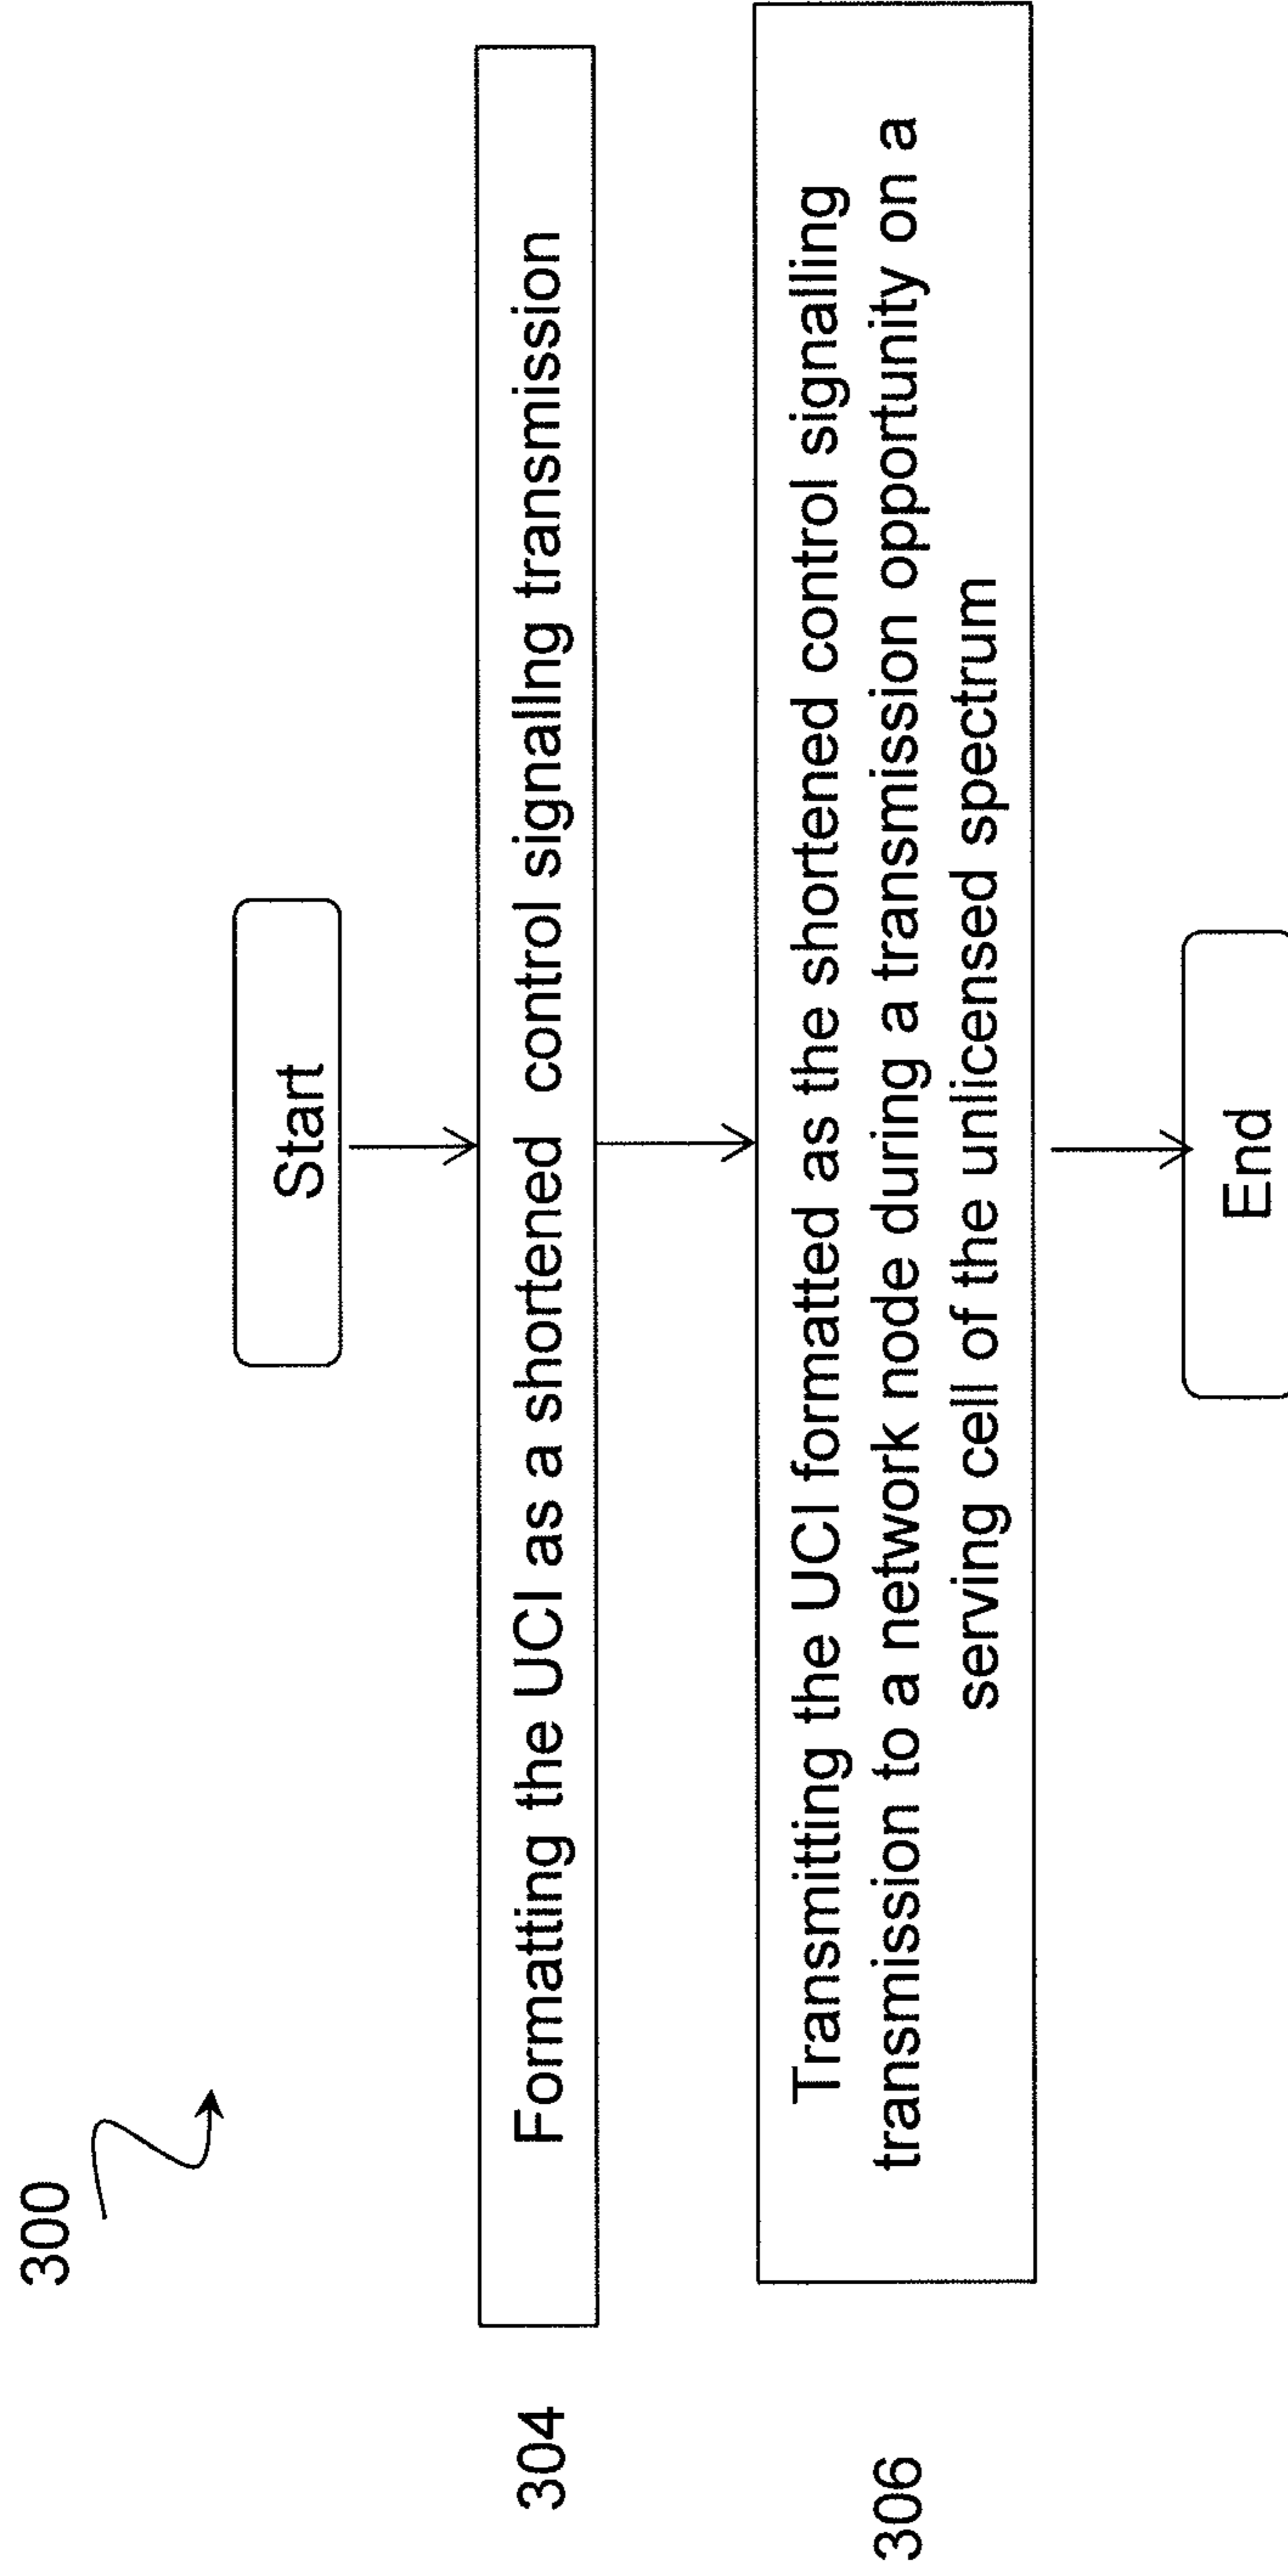 300
Start
304
Formatting the UCI as a shortened control signalling transmission
306
Transmitting the UCI formatted as the shortened control signalling
transmission to a network node during a transmission opportunity on a
serving cell of the unlicensed spectrum
End